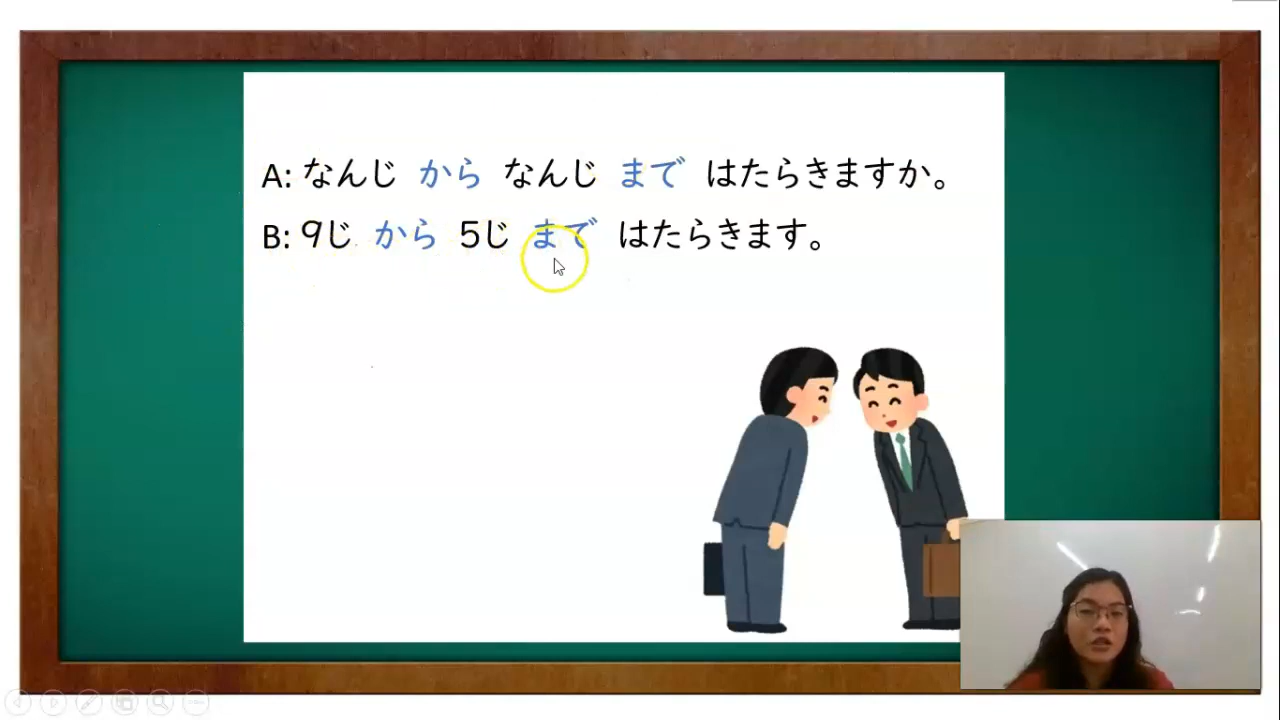 A: なんじ から なんじ まで はたらきますか。
B: 9じ から 5じ まで はたらきます。